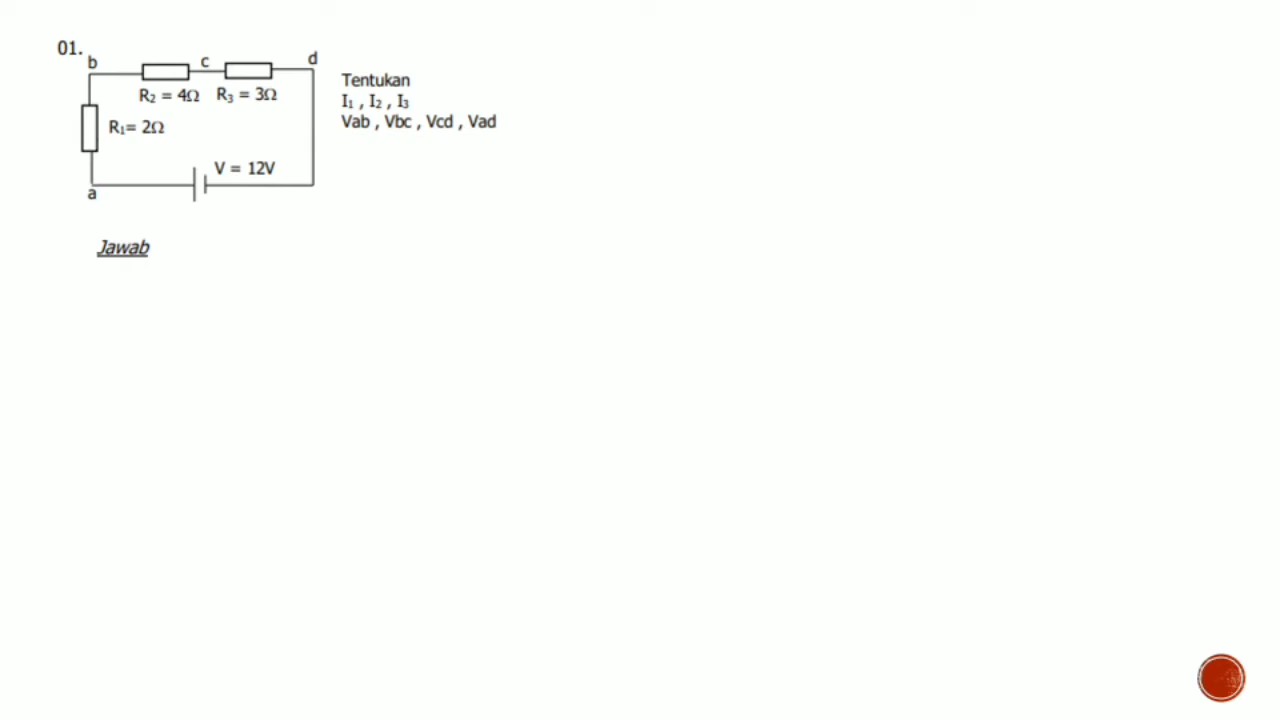 01.
b
c
d
R₂ = 4Ω
R₃ = 3Ω
R₁= 2Ω
V = 12V
a
Tentukan
I₁ , I₂ , I₃
Vab , Vbc , Vcd , Vad
Jawab